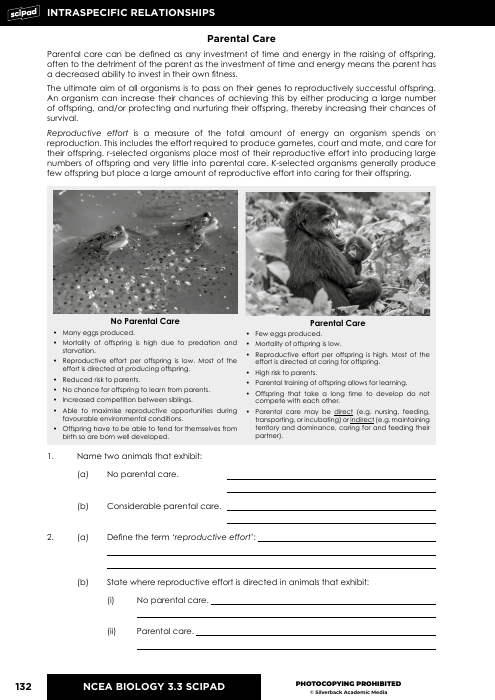 scipad INTRASPECIFIC RELATIONSHIPS
Parental Care
Parental care can be defined as any investment of time and energy in the raising of offspring,
often to the detriment of the parent as the investment of time and energy means the parent has
a decreased ability to invest in their own fitness.
The ultimate aim of all organisms is to pass on their genes to reproductively successful offspring.
An organism can increase their chances of achieving this by either producing a large number
of offspring, and/or protecting and nurturing their offspring, thereby increasing their chances of
survival.
Reproductive effort is a measure of the total amount of energy an organism spends on
reproduction. This includes the effort required to produce gametes, court and mate, and care for
their offspring. r-selected organisms place most of their reproductive effort into producing large
numbers of offspring and very little into parental care. K-selected organisms generally produce
few offspring but place a large amount of reproductive effort into caring for their offspring.
No Parental Care
• Many eggs produced.
• Mortality of offspring is high due to predation and
starvation.
• Reproductive effort per offspring is low. Most of the
effort is directed at producing offspring.
• Reduced risk to parents.
• No chance for offspring to learn from parents.
• Increased competition between siblings.
• Able to maximise reproductive opportunities during
favourable environmental conditions.
• Offspring have to be able to fend for themselves from
birth so are born well developed.
Parental Care
• Few eggs produced.
• Mortality of offspring is low.
• Reproductive effort per offspring is high. Most of the
effort is directed at caring for offspring.
• High risk to parents.
• Parental training of offspring allows for learning.
• Offspring that take a long time to develop do not
compete with each other.
• Parental care may be direct (e.g. nursing, feeding,
transporting, or incubating) or indirect (e.g. maintaining
territory and dominance, caring for and feeding their
partner).
1. Name two animals that exhibit:
(a) No parental care.
(b) Considerable parental care.
2. (a) Define the term ‘reproductive effort’:
(b) State where reproductive effort is directed in animals that exhibit:
(i) No parental care.
(ii) Parental care.
132 NCEA BIOLOGY 3.3 SCIPAD PHOTOCOPYING PROHIBITED
© Silverback Academic Media